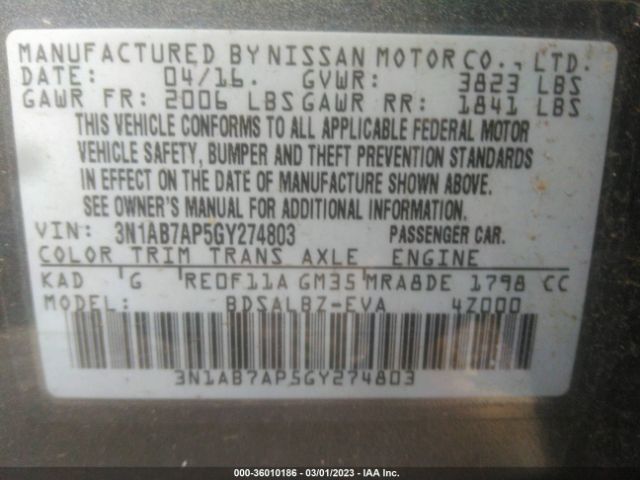 MANUFACTURED BY NISSAN MOTOR CO., LTD.
DATE: 04/16. GVWR: 3823 LBS
GAWR FR: 2006 LBS GAWR RR: 1841 LBS
THIS VEHICLE CONFORMS TO ALL APPLICABLE FEDERAL MOTOR
VEHICLE SAFETY, BUMPER AND THEFT PREVENTION STANDARDS
IN EFFECT ON THE DATE OF MANUFACTURE SHOWN ABOVE.
SEE OWNER'S MANUAL FOR ADDITIONAL INFORMATION.
VIN: 3N1AB7AP5GY274803 PASSENGER CAR.
COLOR TRIM TRANS AXLE ENGINE
KAD G RE0F11A GM35 MRA8DE 1798 CC
MODEL: BDSALBZ-EVA 4Z000
3N1AB7AP5GY274803
000-36010186 - 03/01/2023 - IAA Inc.